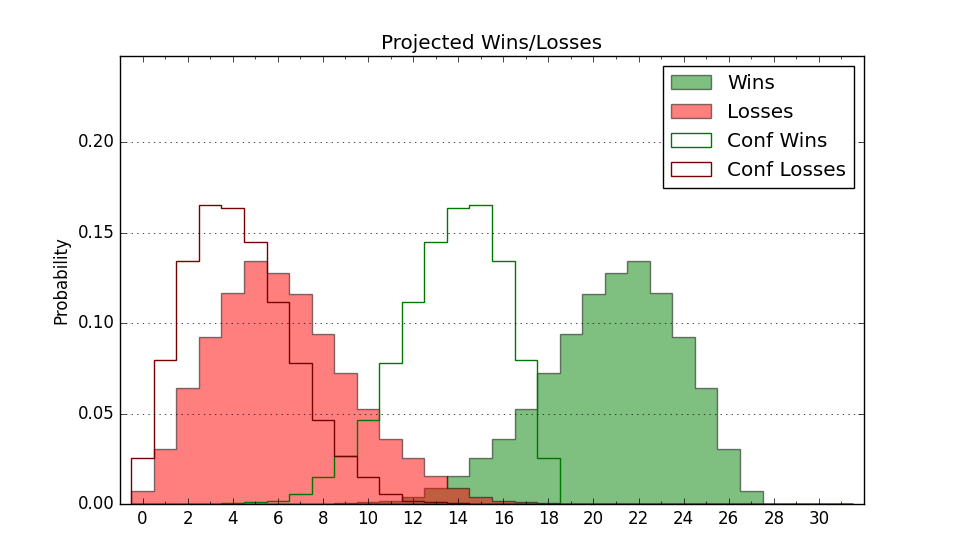 Projected Wins/Losses
Wins
Losses
Conf Wins
Conf Losses
Probability
0.20
0.15
0.10
0.05
0.00
0 2 4 6 8 10 12 14 16 18 20 22 24 26 28 30